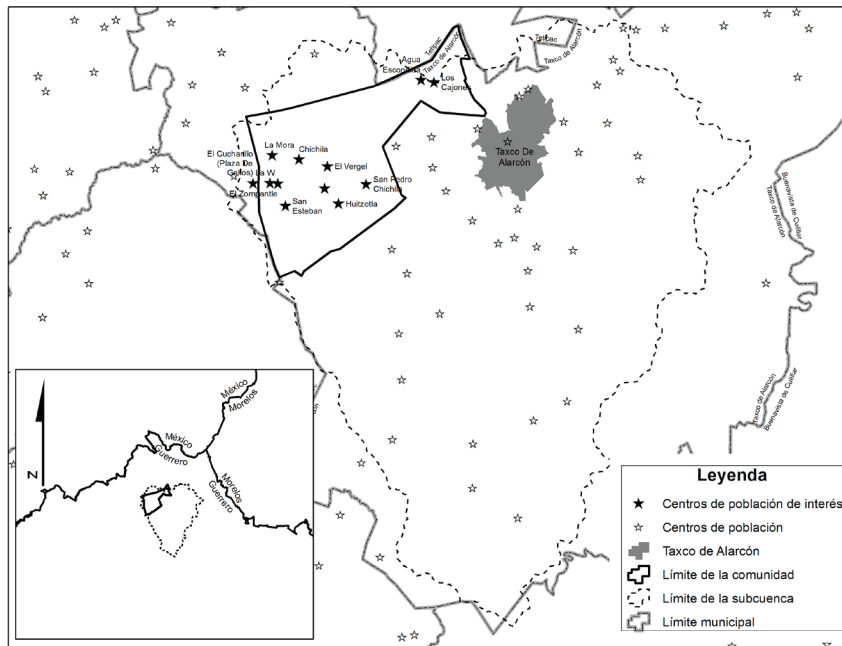 Tetipac
Taxco de Alarcón
Tetipac
Taxco de Alarcón
Agua
Escondida
Los
Cajones
La Mora
Chichila
El Cuchanillo
(Plaza De
Gallos)
La W
El Vergel
El Zompantle
San Pedro
Chichila
San
Esteban
Huitzotla
Taxco De
Alarcón
Buenavista de Cuéllar
Taxco de Alarcón
Taxco de Alarcón
Buenavista de Cuéllar
N
México
Morelos
México
Guerrero
Morelos
Guerrero
Leyenda
Centros de población de interés
Centros de población
Taxco de Alarcón
Límite de la comunidad
Límite de la subcuenca
Límite municipal